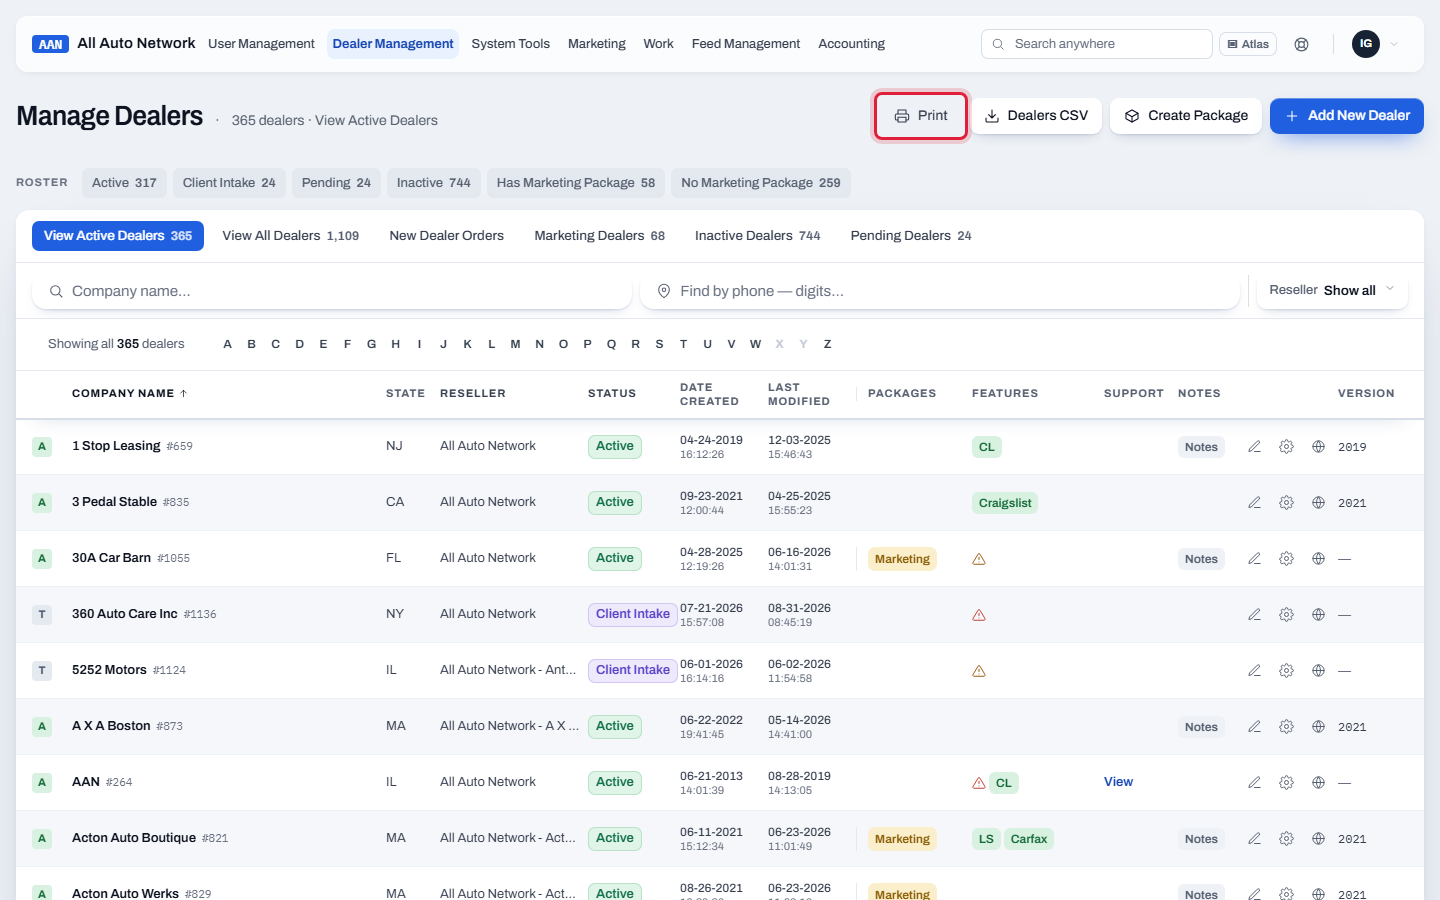 AAN All Auto Network User Management Dealer Management System Tools Marketing Work Feed Management Accounting Search anywhere Atlas IG
Manage Dealers · 365 dealers · View Active Dealers Print Dealers CSV Create Package Add New Dealer
ROSTER Active 317 Client Intake 24 Pending 24 Inactive 744 Has Marketing Package 58 No Marketing Package 259
View Active Dealers 365 View All Dealers 1,109 New Dealer Orders Marketing Dealers 68 Inactive Dealers 744 Pending Dealers 24
Company name... Find by phone — digits... Reseller Show all
Showing all 365 dealers A B C D E F G H I J K L M N O P Q R S T U V W X Y Z
COMPANY NAME ↑ STATE RESELLER STATUS DATE CREATED LAST MODIFIED PACKAGES FEATURES SUPPORT NOTES VERSION
A 1 Stop Leasing #659 NJ All Auto Network Active 04-24-2019 16:12:26 12-03-2025 15:46:43 CL Notes 2019
A 3 Pedal Stable #835 CA All Auto Network Active 09-23-2021 12:00:44 04-25-2025 15:55:23 Craigslist 2021
A 30A Car Barn #1055 FL All Auto Network Active 04-28-2025 12:19:26 06-16-2026 14:01:31 Marketing Notes —
T 360 Auto Care Inc #1136 NY All Auto Network Client Intake 07-21-2026 15:57:08 08-31-2026 08:45:19 —
T 5252 Motors #1124 IL All Auto Network - Ant... Client Intake 06-01-2026 16:14:16 06-02-2026 11:54:58 —
A A X A Boston #873 MA All Auto Network - A X ... Active 06-22-2022 19:41:45 05-14-2026 14:41:00 Notes 2021
A AAN #264 IL All Auto Network Active 06-21-2013 14:01:39 08-28-2019 14:13:05 CL View —
A Acton Auto Boutique #821 MA All Auto Network - Act... Active 06-11-2021 15:12:34 06-23-2026 11:01:49 Marketing LS Carfax Notes 2021
A Acton Auto Werks #829 MA All Auto Network - Act... Active 08-26-2021 06-23-2026 Marketing Notes 2021